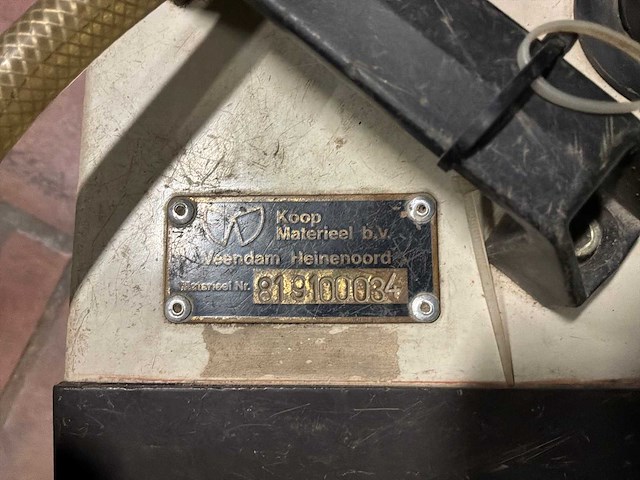 Koop
Materieel b.v.
Veendam Heinenoord
Materieel Nr. 819100034